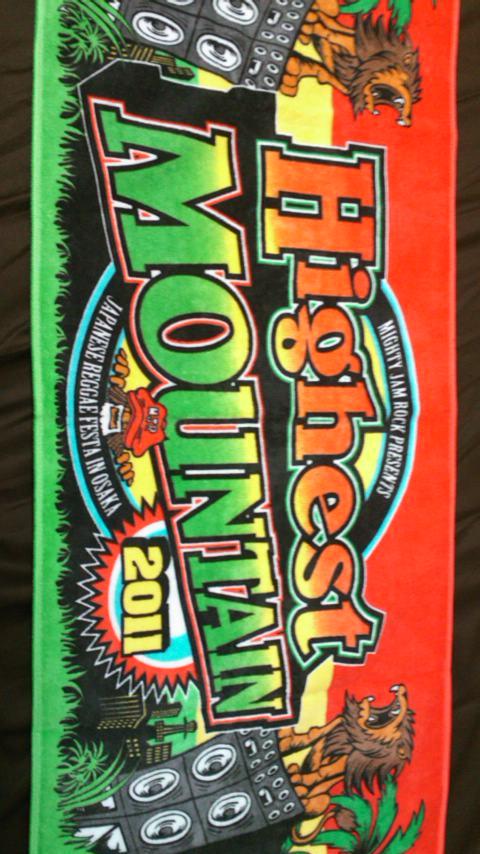 MIGHTY JAM ROCK PRESENTS
Highest
MOUNTAIN
2011
JAPANESE REGGAE FESTA IN OSAKA